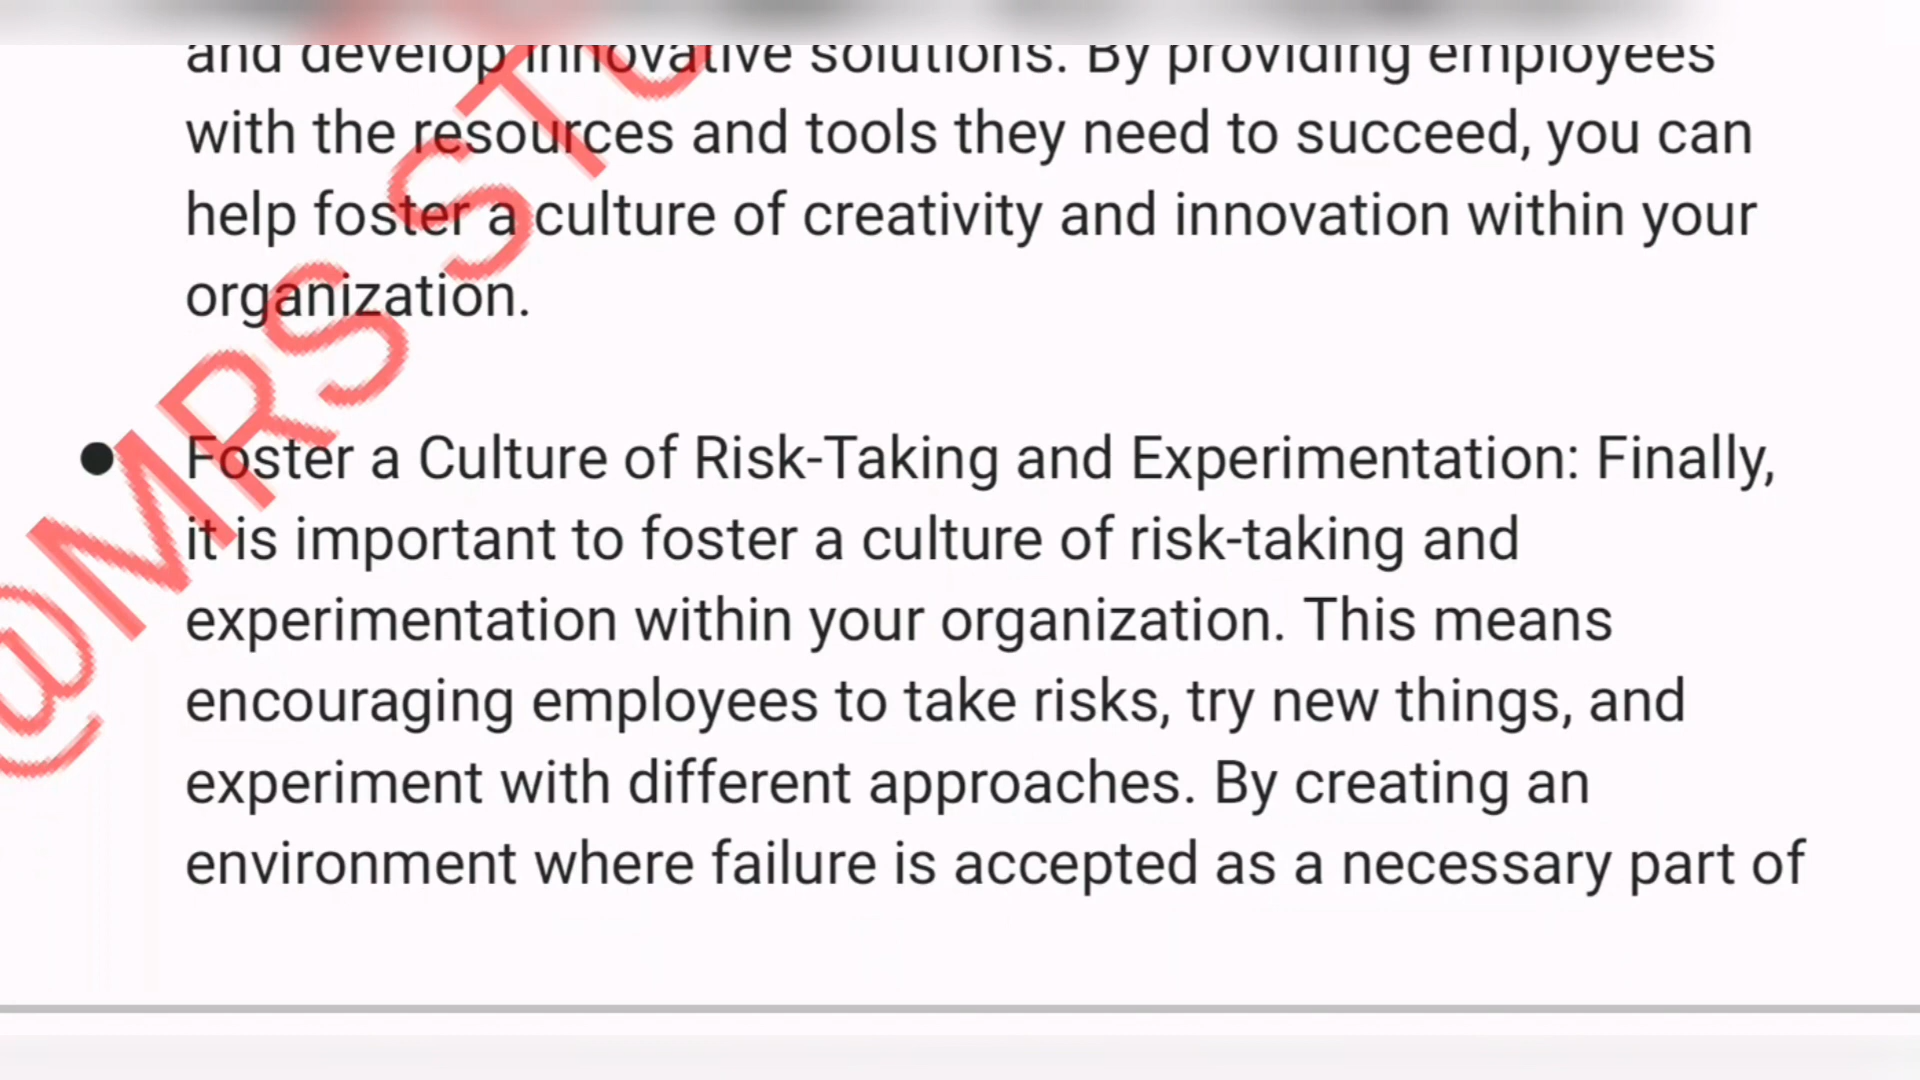 and develop innovative solutions. By providing employees
with the resources and tools they need to succeed, you can
help foster a culture of creativity and innovation within your
organization.
● Foster a Culture of Risk-Taking and Experimentation: Finally,
it is important to foster a culture of risk-taking and
experimentation within your organization. This means
encouraging employees to take risks, try new things, and
experiment with different approaches. By creating an
environment where failure is accepted as a necessary part of
@MRS STU